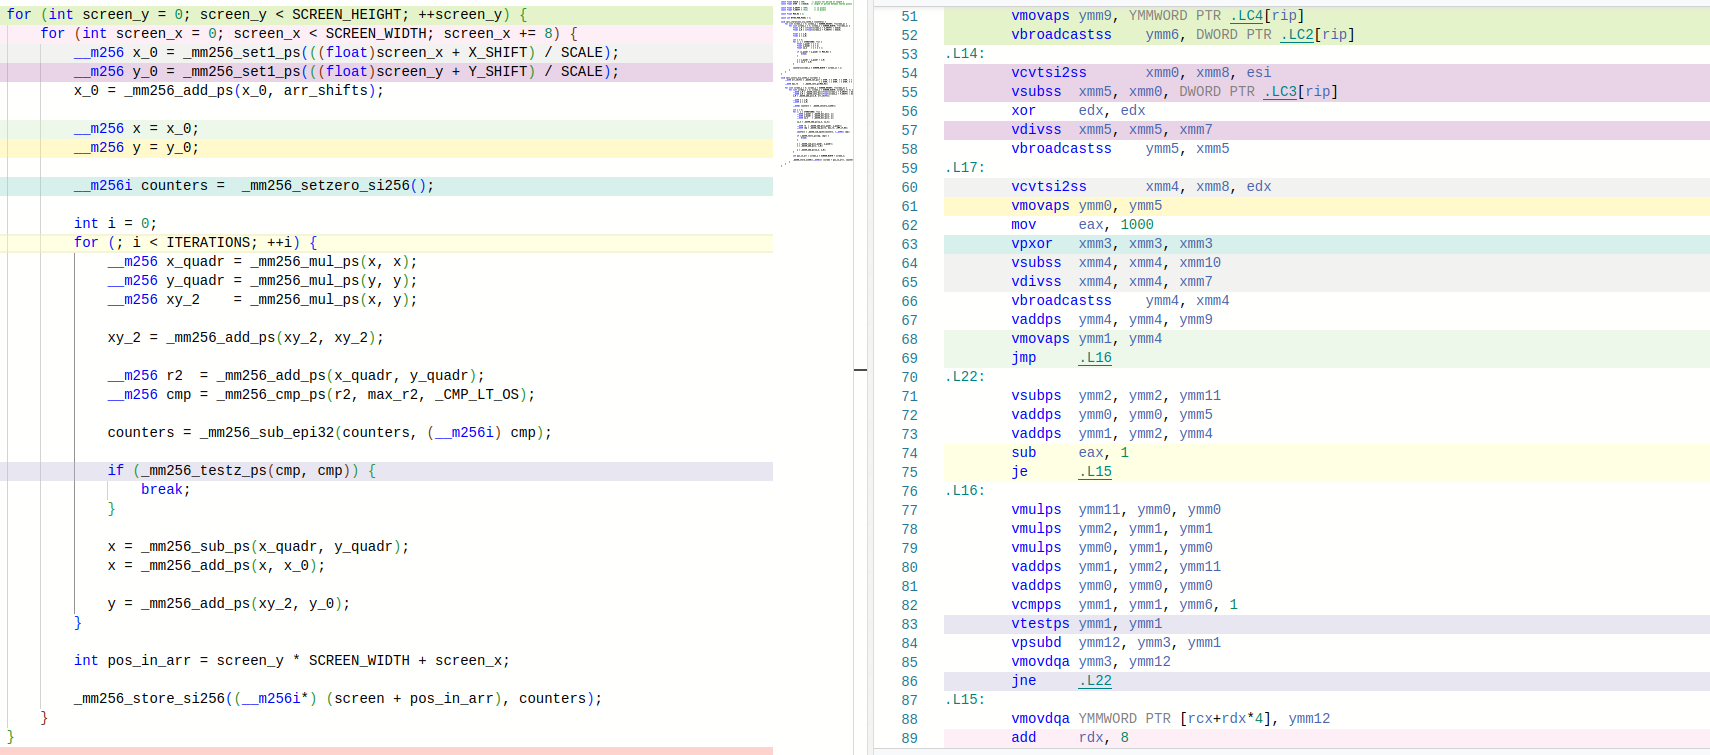 for (int screen_y = 0; screen_y < SCREEN_HEIGHT; ++screen_y) {
    for (int screen_x = 0; screen_x < SCREEN_WIDTH; screen_x += 8) {
        __m256 x_0 = _mm256_set1_ps(((float)screen_x + X_SHIFT) / SCALE);
        __m256 y_0 = _mm256_set1_ps(((float)screen_y + Y_SHIFT) / SCALE);
        x_0 = _mm256_add_ps(x_0, arr_shifts);
        __m256 x = x_0;
        __m256 y = y_0;
        __m256i counters =  _mm256_setzero_si256();
        int i = 0;
        for (; i < ITERATIONS; ++i) {
            __m256 x_quadr = _mm256_mul_ps(x, x);
            __m256 y_quadr = _mm256_mul_ps(y, y);
            __m256 xy_2    = _mm256_mul_ps(x, y);
            xy_2 = _mm256_add_ps(xy_2, xy_2);
            __m256 r2  = _mm256_add_ps(x_quadr, y_quadr);
            __m256 cmp = _mm256_cmp_ps(r2, max_r2, _CMP_LT_OS);
            counters = _mm256_sub_epi32(counters, (__m256i) cmp);
            if (_mm256_testz_ps(cmp, cmp)) {
                break;
            }
            x = _mm256_sub_ps(x_quadr, y_quadr);
            x = _mm256_add_ps(x, x_0);
            y = _mm256_add_ps(xy_2, y_0);
        }
        int pos_in_arr = screen_y * SCREEN_WIDTH + screen_x;
        _mm256_store_si256((__m256i*) (screen + pos_in_arr), counters);
    }
}
51 vmovaps ymm9, YMMWORD PTR .LC4[rip]
52 vbroadcastss ymm6, DWORD PTR .LC2[rip]
53 .L14:
54 vcvtsi2ss xmm0, xmm8, esi
55 vsubss xmm5, xmm0, DWORD PTR .LC3[rip]
56 xor edx, edx
57 vdivss xmm5, xmm5, xmm7
58 vbroadcastss ymm5, xmm5
59 .L17:
60 vcvtsi2ss xmm4, xmm8, edx
61 vmovaps ymm0, ymm5
62 mov eax, 1000
63 vpxor xmm3, xmm3, xmm3
64 vsubss xmm4, xmm4, xmm10
65 vdivss xmm4, xmm4, xmm7
66 vbroadcastss ymm4, xmm4
67 vaddps ymm4, ymm4, ymm9
68 vmovaps ymm1, ymm4
69 jmp .L16
70 .L22:
71 vsubps ymm2, ymm2, ymm11
72 vaddps ymm0, ymm0, ymm5
73 vaddps ymm1, ymm2, ymm4
74 sub eax, 1
75 je .L15
76 .L16:
77 vmulps ymm11, ymm0, ymm0
78 vmulps ymm2, ymm1, ymm1
79 vmulps ymm0, ymm1, ymm0
80 vaddps ymm1, ymm2, ymm11
81 vaddps ymm0, ymm0, ymm0
82 vcmpps ymm1, ymm1, ymm6, 1
83 vtestps ymm1, ymm1
84 vpsubd ymm12, ymm3, ymm1
85 vmovdqa ymm3, ymm12
86 jne .L22
87 .L15:
88 vmovdqa YMMWORD PTR [rcx+rdx*4], ymm12
89 add rdx, 8